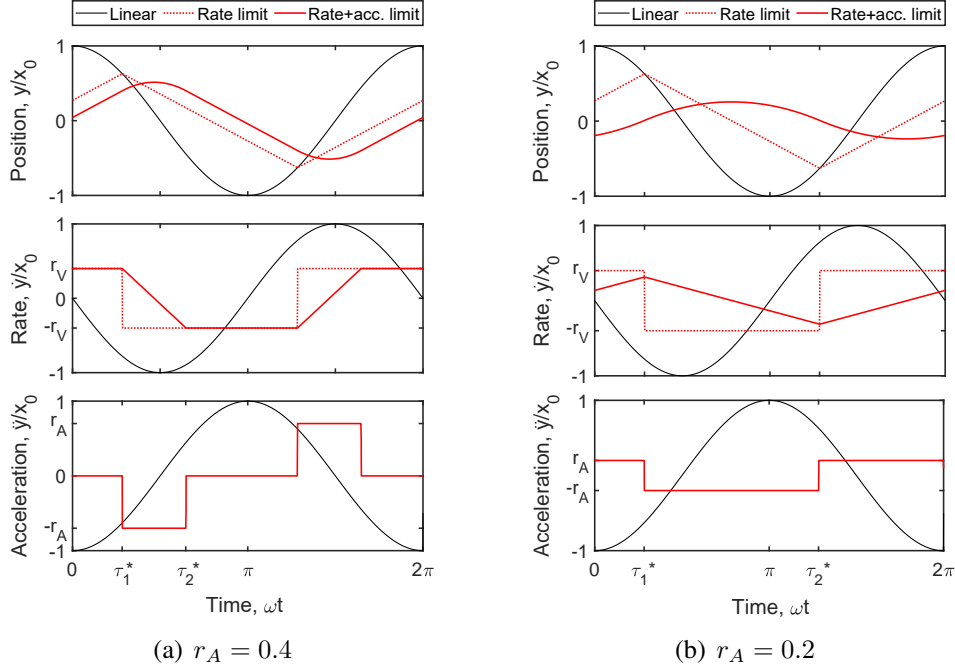 Linear Rate limit Rate+acc. limit
Position, y/x0
1
0
-1
Rate, ẏ/x0
1
rV
0
-rV
-1
Acceleration, ÿ/x0
1
rA
0
-rA
-1
0 τ1* τ2* π 2π
Time, ωt
(a) rA = 0.4
Linear Rate limit Rate+acc. limit
Position, y/x0
1
0
-1
Rate, ẏ/x0
1
rV
-rV
-1
Acceleration, ÿ/x0
1
rA
-rA
-1
0 τ1* π τ2* 2π
Time, ωt
(b) rA = 0.2